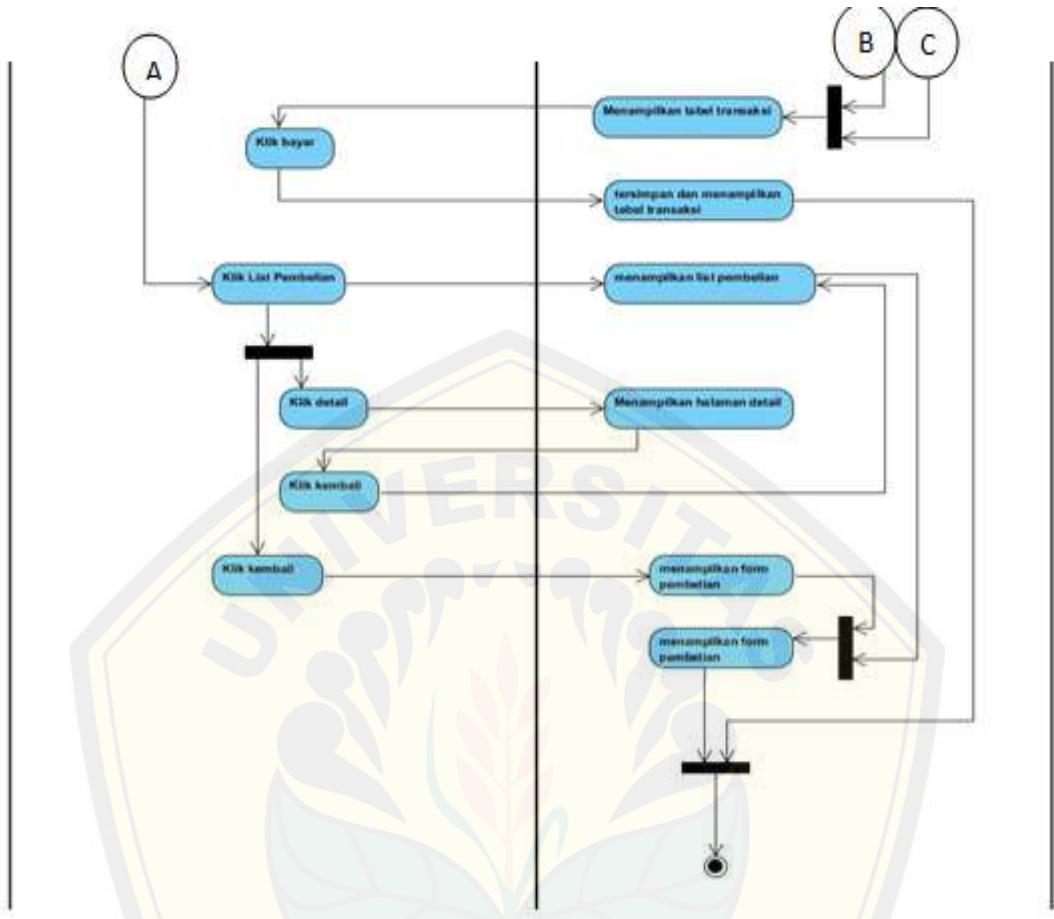 A
B
C
Menampilkan tabel transaksi
Klik bayar
tersimpan dan menampilkan
tabel transaksi
Klik List Pembelian
menampilkan list pembelian
Klik detail
Menampilkan halaman detail
Klik kembali
Klik kembali
menampilkan form
pembelian
menampilkan form
pembelian
UNIVERSITAS